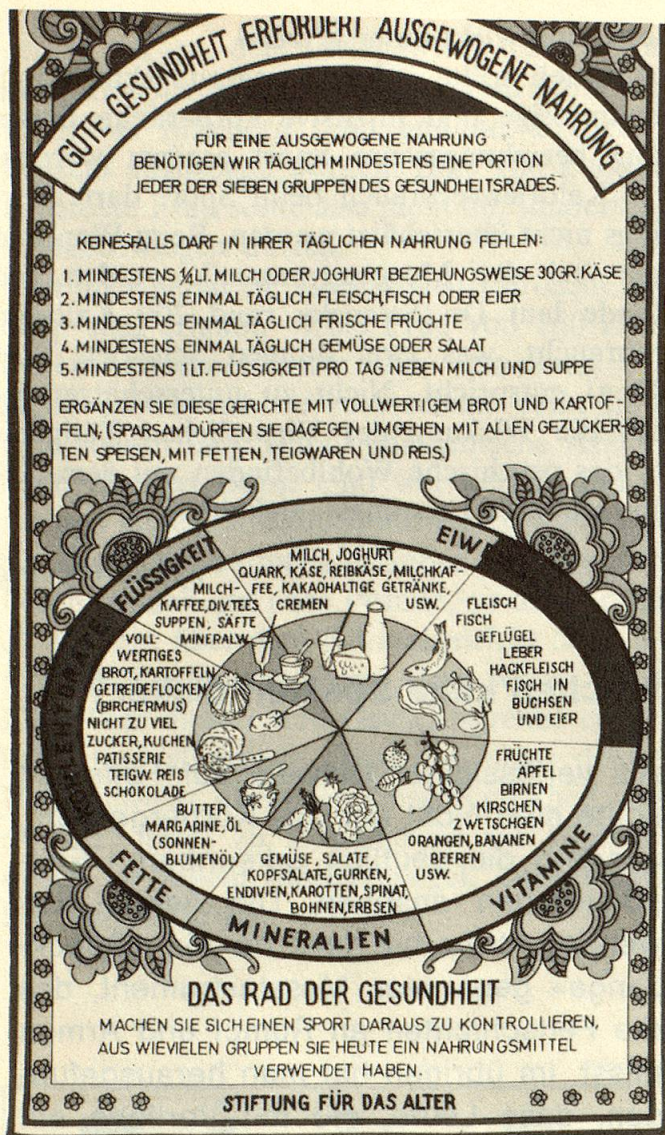 GUTE GESUNDHEIT ERFORDERT AUSGEWOGENE NAHRUNG
FÜR EINE AUSGEWOGENE NAHRUNG
BENÖTIGEN WIR TÄGLICH MINDESTENS EINE PORTION
JEDER DER SIEBEN GRUPPEN DES GESUNDHEITSRADES.
KEINESFALLS DARF IN IHRER TÄGLICHEN NAHRUNG FEHLEN:
1. MINDESTENS ¼ LT. MILCH ODER JOGHURT BEZIEHUNGSWEISE 30GR. KÄSE
2. MINDESTENS EINMAL TÄGLICH FLEISCH, FISCH ODER EIER
3. MINDESTENS EINMAL TÄGLICH FRISCHE FRÜCHTE
4. MINDESTENS EINMAL TÄGLICH GEMÜSE ODER SALAT
5. MINDESTENS 1 LT. FLÜSSIGKEIT PRO TAG NEBEN MILCH UND SUPPE
ERGÄNZEN SIE DIESE GERICHTE MIT VOLLWERTIGEM BROT UND KARTOF-
FELN, (SPARSAM DÜRFEN SIE DAGEGEN UMGEHEN MIT ALLEN GEZUCKER-
TEN SPEISEN, MIT FETTEN, TEIGWAREN UND REIS.)
EIW
MILCH, JOGHURT
QUARK, KÄSE, REIBKÄSE, MILCHKAF-
FEE, KAKAOHALTIGE GETRÄNKE,
CREMEN USW.
FLEISCH
FISCH
GEFLÜGEL
LEBER
HACKFLEISCH
FISCH IN
BÜCHSEN
UND EIER
VITAMINE
FRÜCHTE
ÄPFEL
BIRNEN
KIRSCHEN
ZWETSCHGEN
ORANGEN, BANANEN
BEEREN
USW.
MINERALIEN
GEMÜSE, SALATE,
KOPFSALATE, GURKEN,
ENDIVIEN, KAROTTEN, SPINAT,
BOHNEN, ERBSEN
FETTE
BUTTER
MARGARINE, ÖL
(SONNEN-
BLUMENÖL)
KOHLEHYDRATE
VOLL-
WERTIGES
BROT, KARTOFFELN
GETREIDEFLOCKEN
(BIRCHERMUS)
NICHT ZU VIEL
ZUCKER, KUCHEN
PATISSERIE
TEIGW. REIS
SCHOKOLADE
FLÜSSIGKEIT
MILCH-
KAFFEE, DIV. TEES
SUPPEN, SÄFTE
MINERALW.
DAS RAD DER GESUNDHEIT
MACHEN SIE SICH EINEN SPORT DARAUS ZU KONTROLLIEREN,
AUS WIEVIELEN GRUPPEN SIE HEUTE EIN NAHRUNGSMITTEL
VERWENDET HABEN.
STIFTUNG FÜR DAS ALTER